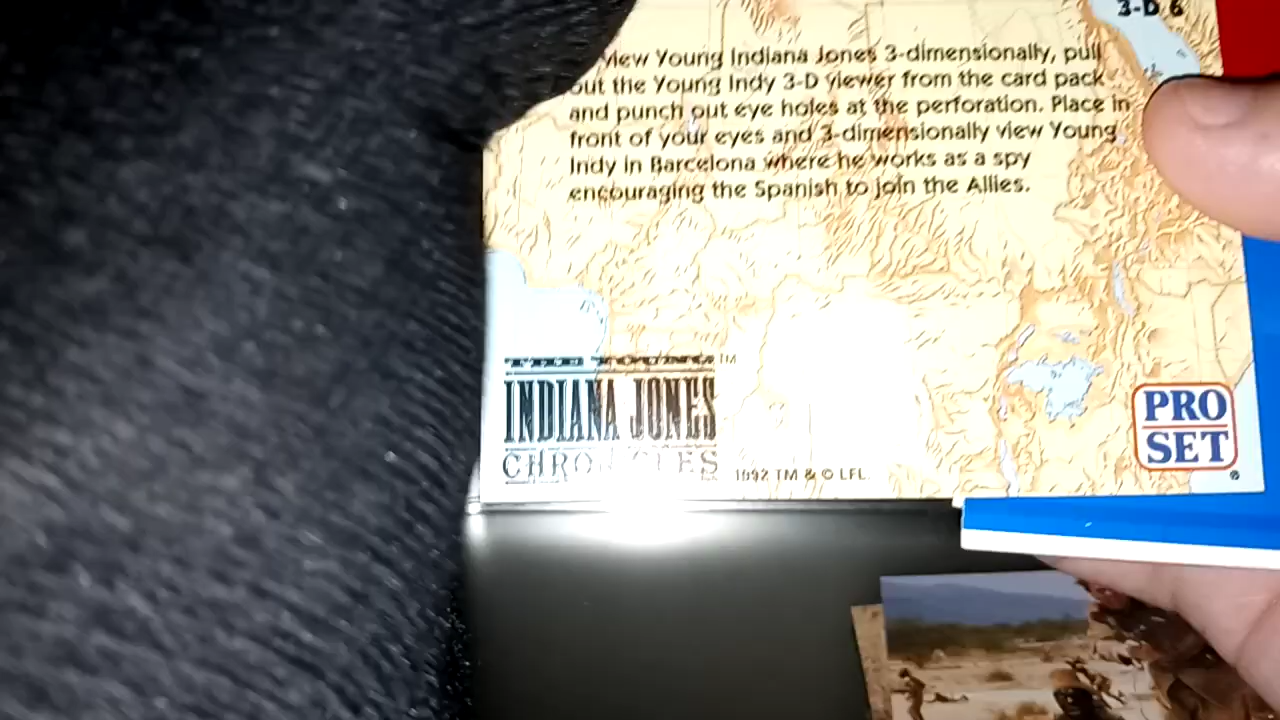 3-D 6
view Young Indiana Jones 3-dimensionally, pull
out the Young Indy 3-D viewer from the card pack
and punch out eye holes at the perforation. Place in
front of your eyes and 3-dimensionally view Young
Indy in Barcelona where he works as a spy
encouraging the Spanish to join the Allies.
THE YOUNG™
INDIANA JONES
CHRONICLES
1992 TM & © LFL
PRO
SET
®